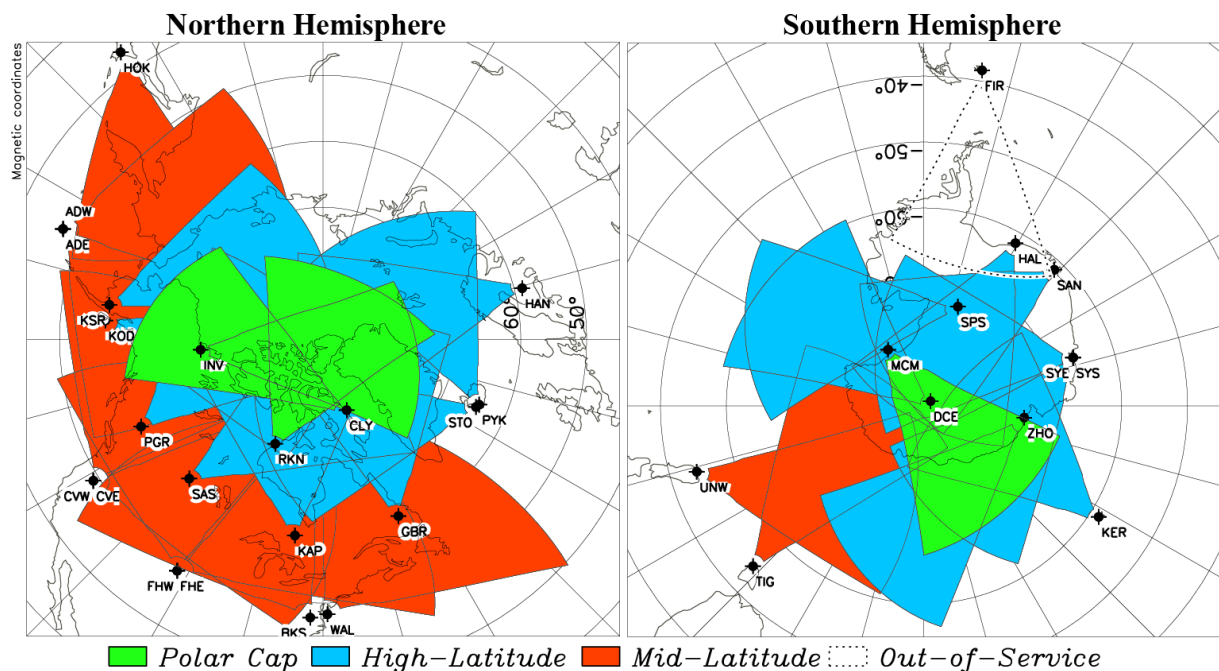 Northern Hemisphere
Southern Hemisphere
Magnetic coordinates
HOK
ADW
ADE
KSR
KOD
INV
HAN
60°
50°
PGR
CLY
STO
PYK
RKN
CVW CVE
SAS
KAP
GBR
FHW FHE
BKS
WAL
FIR
-40°
-50°
HAL
SAN
SPS
MCM
SYE
SYS
DCE
ZHO
UNW
KER
TIG
Polar Cap
High-Latitude
Mid-Latitude
Out-of-Service